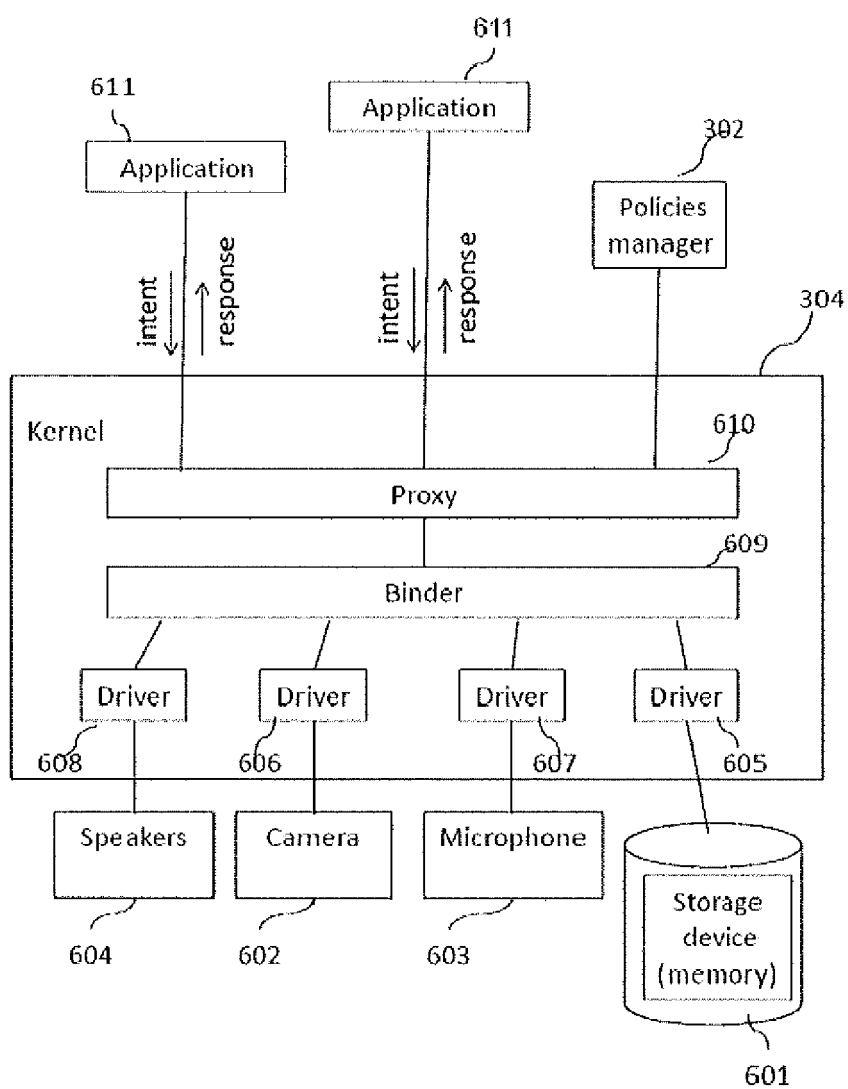 611
611
Application
302
Application
Policies
manager
intent
response
intent
response
304
Kernel
610
Proxy
609
Binder
Driver
Driver
Driver
Driver
608
606
607
605
Speakers
Camera
Microphone
Storage
device
(memory)
604
602
603
601